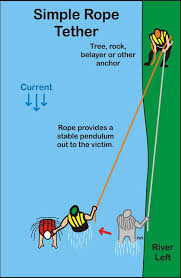 Simple Rope
Tether
Tree, rock,
belayer or other
anchor
Current
Rope provides a
stable pendulum
out to the victim.
River
Left